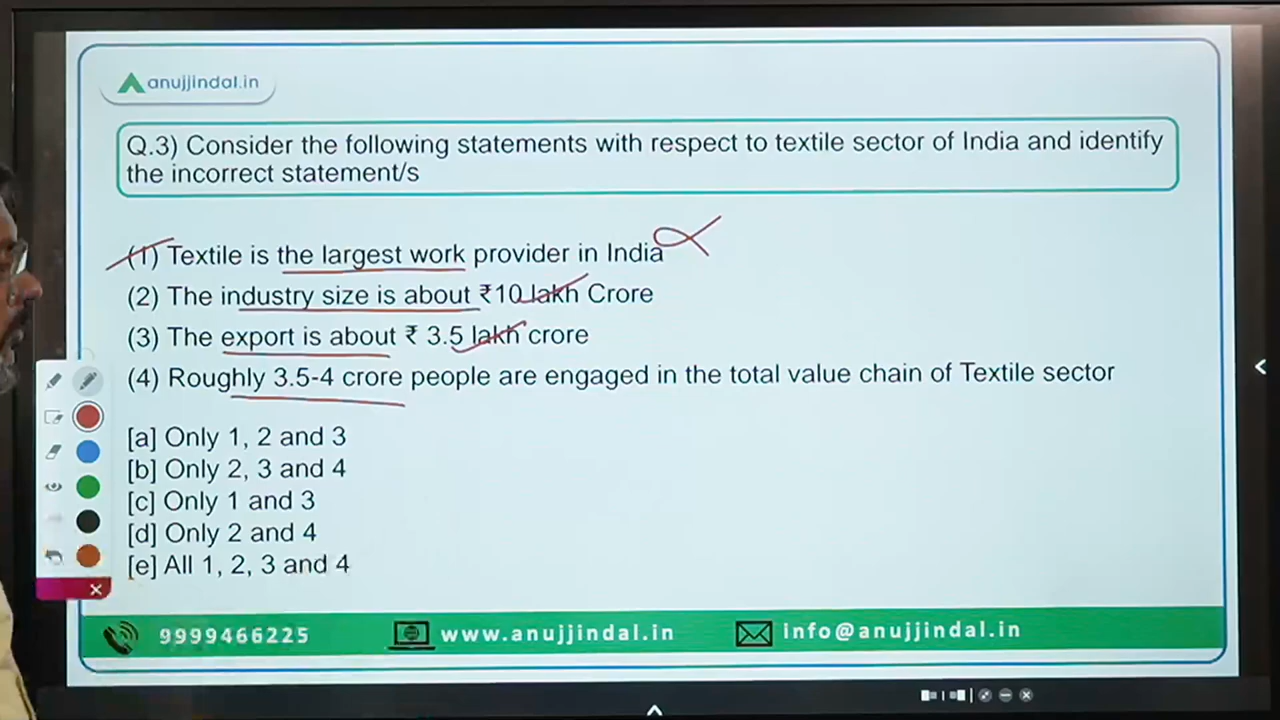 anujjindal.in
Q.3) Consider the following statements with respect to textile sector of India and identify
the incorrect statement/s
(1) Textile is the largest work provider in India
(2) The industry size is about ₹10 lakh Crore
(3) The export is about ₹ 3.5 lakh crore
(4) Roughly 3.5-4 crore people are engaged in the total value chain of Textile sector
[a] Only 1, 2 and 3
[b] Only 2, 3 and 4
[c] Only 1 and 3
[d] Only 2 and 4
[e] All 1, 2, 3 and 4
9999466225 www.anujjindal.in info@anujjindal.in